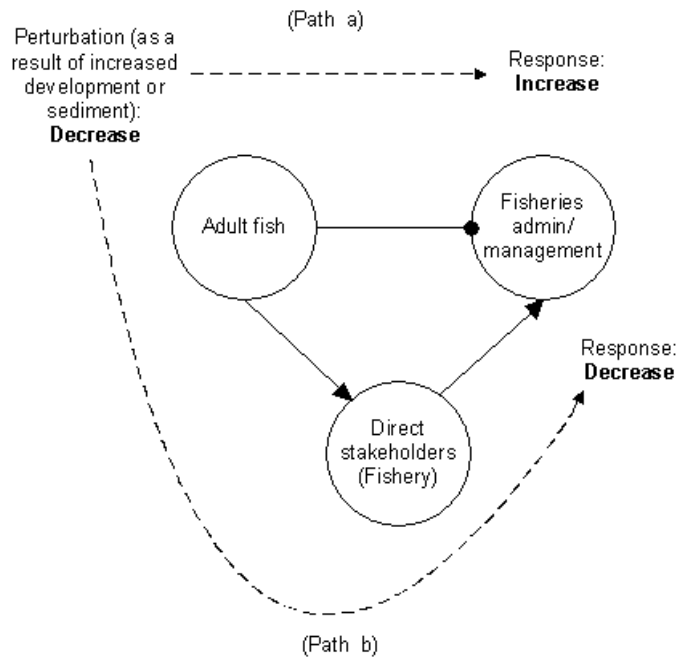 (Path a)
Perturbation (as a
result of increased
development or
sediment):
Decrease
Response:
Increase
Adult fish
Fisheries
admin/
management
Response:
Decrease
Direct
stakeholders
(Fishery)
(Path b)